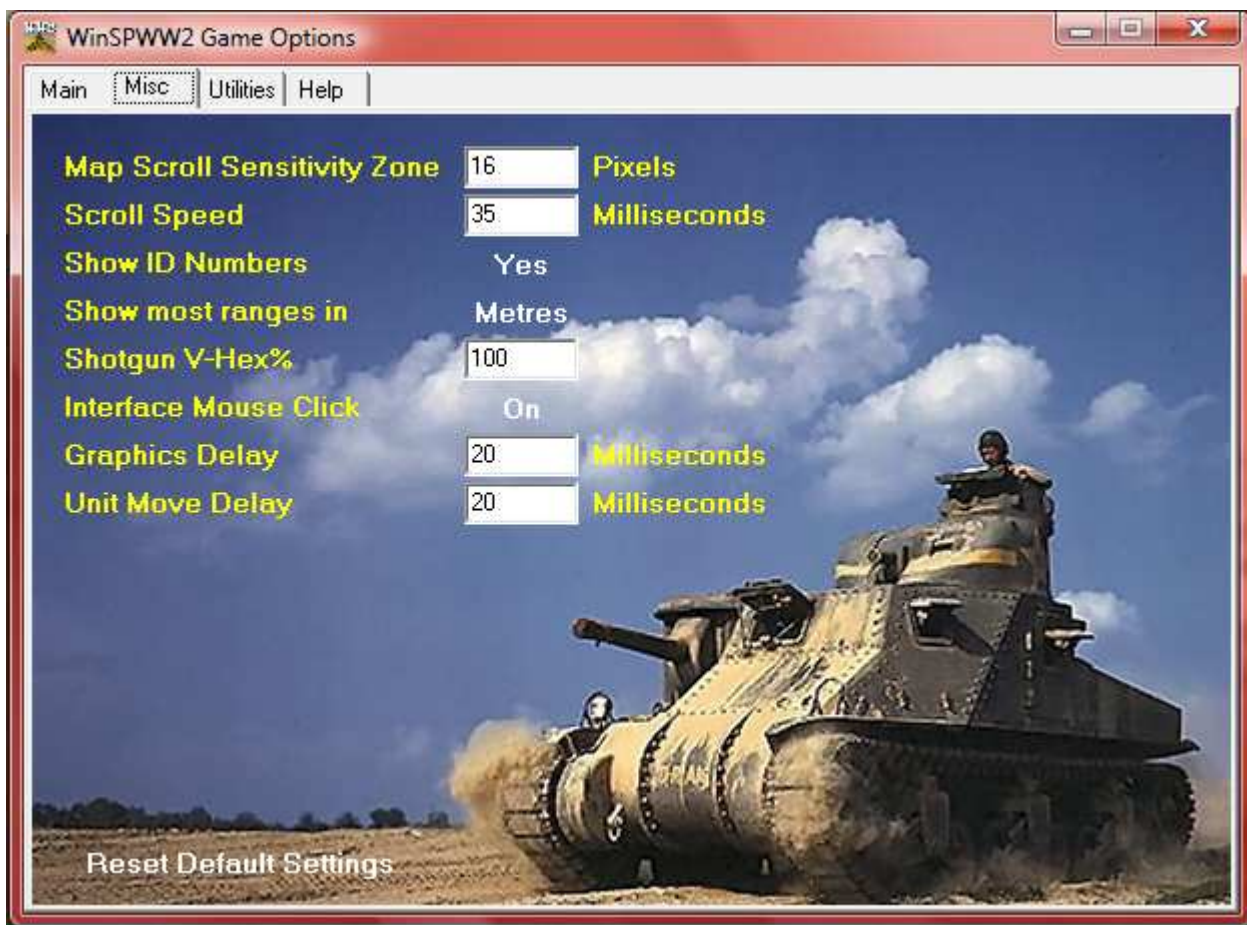 WinSPWW2 Game Options
Main Misc Utilities Help
Map Scroll Sensitivity Zone 16 Pixels
Scroll Speed 35 Milliseconds
Show ID Numbers Yes
Show most ranges in Metres
Shotgun V-Hex% 100
Interface Mouse Click On
Graphics Delay 20 Milliseconds
Unit Move Delay 20 Milliseconds
Reset Default Settings